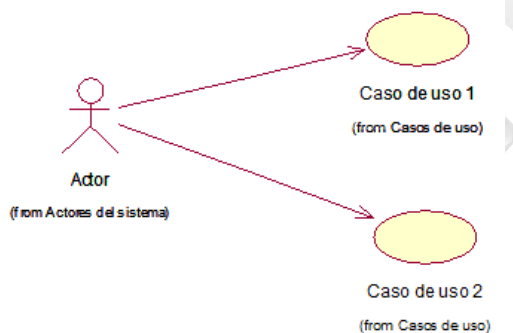 Caso de uso 1
(from Casos de uso)
Actor
(from Actores del sistema)
Caso de uso 2
(from Casos de uso)